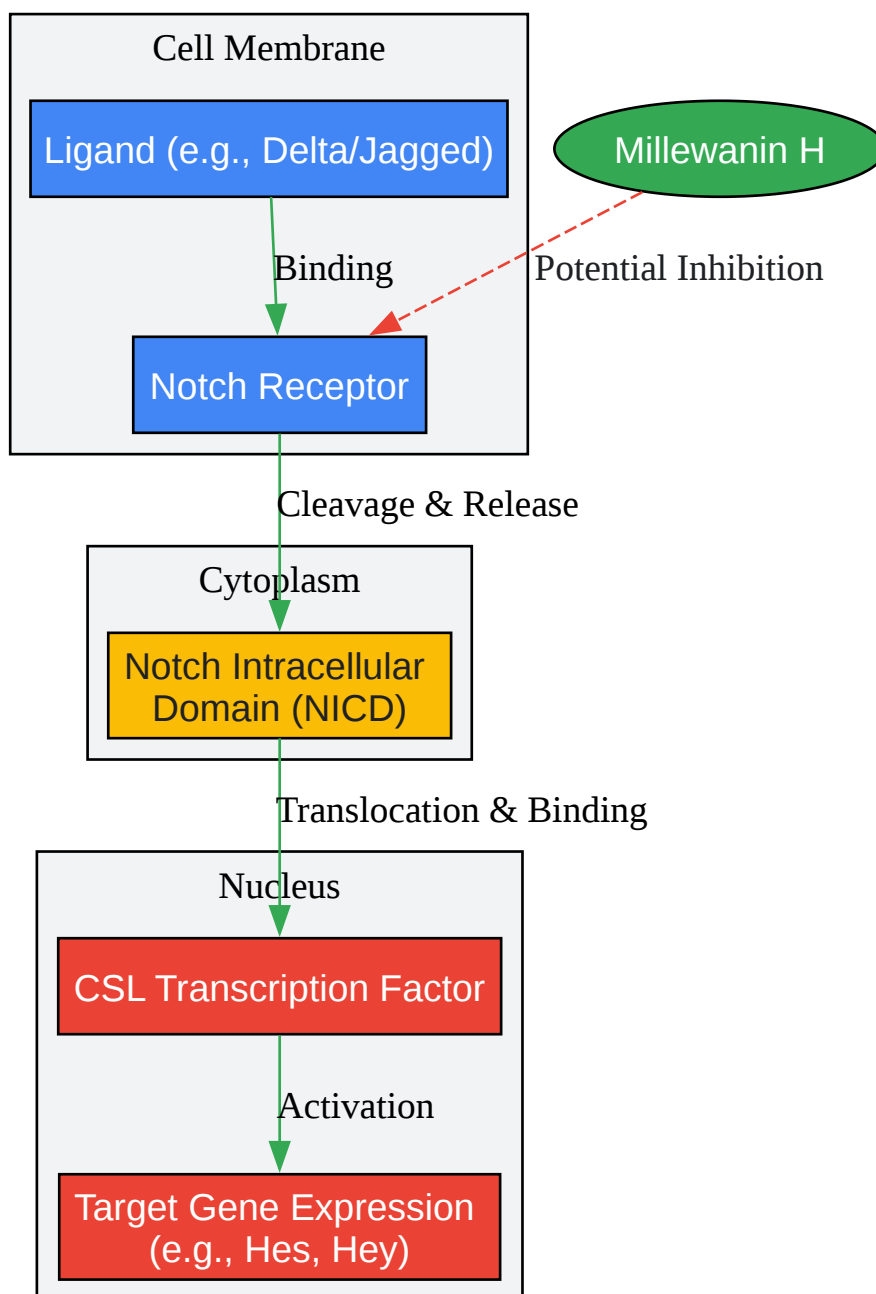 Cell Membrane
Ligand (e.g., Delta/Jagged)
Millewanin H
Binding
Potential Inhibition
Notch Receptor
Cleavage & Release
Cytoplasm
Notch Intracellular
Domain (NICD)
Translocation & Binding
Nucleus
CSL Transcription Factor
Activation
Target Gene Expression
(e.g., Hes, Hey)